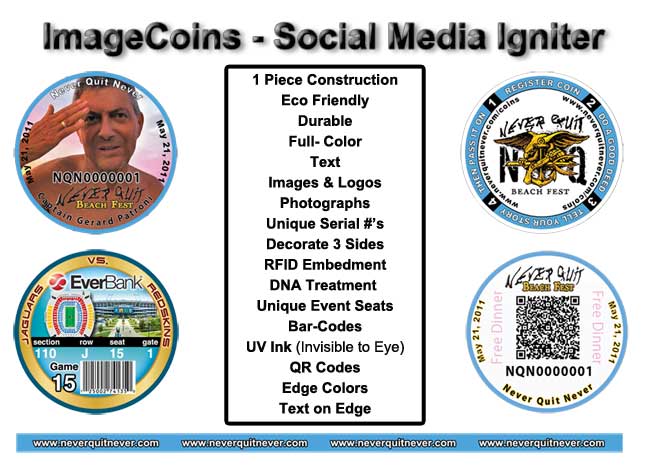 ImageCoins - Social Media Igniter
Never Quit Never
May 21, 2011
May 21, 2011
NQN0000001
NEVER QUIT
BEACH FEST
Captain Gerard Patroni
1 Piece Construction
Eco Friendly
Durable
Full- Color
Text
Images & Logos
Photographs
Unique Serial #'s
Decorate 3 Sides
RFID Embedment
DNA Treatment
Unique Event Seats
Bar-Codes
UV Ink (Invisible to Eye)
QR Codes
Edge Colors
Text on Edge
1 REGISTER COIN
2 DO A GOOD DEED
3 TELL YOUR STORY
4 THEN PASS IT ON
www.neverquitnever.com/coins
www.neverquitnever.com/coins
NEVER QUIT
N Q
BEACH FEST
JAGUARS VS. REDSKINS
EverBank
section row seat gate
110 J 15 1
Game
15
NEVER QUIT
BEACH FEST
May 21, 2011
Free Dinner
Free Dinner
May 21, 2011
NQN0000001
Never Quit Never
www.neverquitnever.com www.neverquitnever.com www.neverquitnever.com www.neverquitnever.com